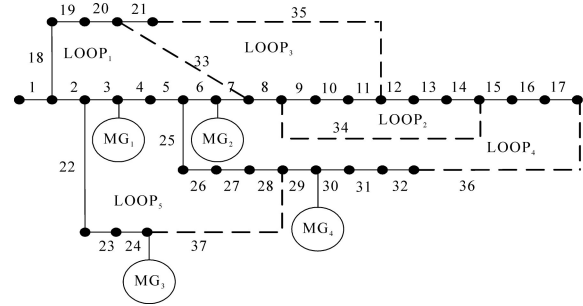 19 20 21 35
18 LOOP₁ 33 LOOP₃
1 2 3 4 5 6 7 8 9 10 11 12 13 14 15 16 17
MG₁ 25 MG₂ 34 LOOP₂
22 LOOP₄
26 27 28 29 30 31 32 36
LOOP₅
23 24 37 MG₄
MG₃